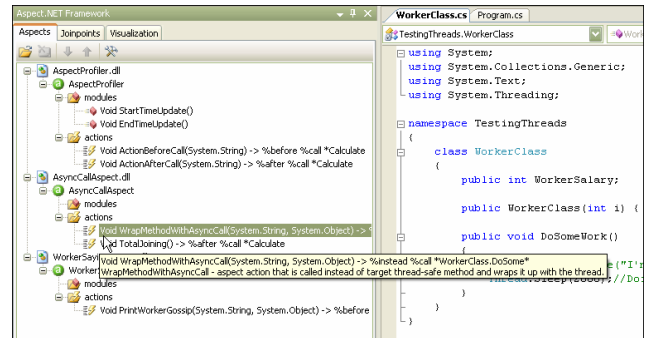 Aspect.NET Framework
Aspects Joinpoints Visualization
AspectProfiler.dll
AspectProfiler
modules
Void StartTimeUpdate()
Void EndTimeUpdate()
actions
Void ActionBeforeCall(System.String) -> %before %call *Calculate
Void ActionAfterCall(System.String) -> %after %call *Calculate
AsyncCallAspect.dll
AsyncCallAspect
modules
actions
Void WrapMethodWithAsyncCall(System.String, System.Object) -> %
Void TotalJoining() -> %after %call *Calculate
Void WrapMethodWithAsyncCall(System.String, System.Object) -> %instead %call *WorkerClass.DoSome*
WrapMethodWithAsyncCall - aspect action that is called instead of target thread-safe method and wraps it up with the thread.
WorkerSay
Worker
modules
actions
Void PrintWorkerGossip(System.String, System.Object) -> %before
WorkerClass.cs Program.cs
TestingThreads.WorkerClass Work
using System;
using System.Collections.Generic;
using System.Text;
using System.Threading;
namespace TestingThreads
{
class WorkerClass
{
public int WorkerSalary;
public WorkerClass(int i) {
public void DoSomeWork()
{
("I'm
}
}
}